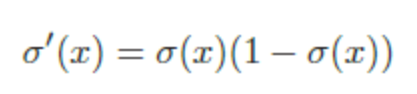 σ′(x) = σ(x)(1 − σ(x))